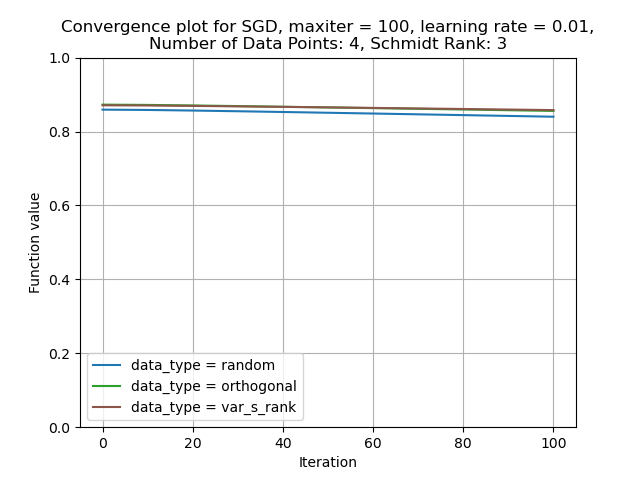 Convergence plot for SGD, maxiter = 100, learning rate = 0.01,
Number of Data Points: 4, Schmidt Rank: 3
1.0
0.8
0.6
0.4
0.2
0.0
Function value
data_type = random
data_type = orthogonal
data_type = var_s_rank
0 20 40 60 80 100
Iteration